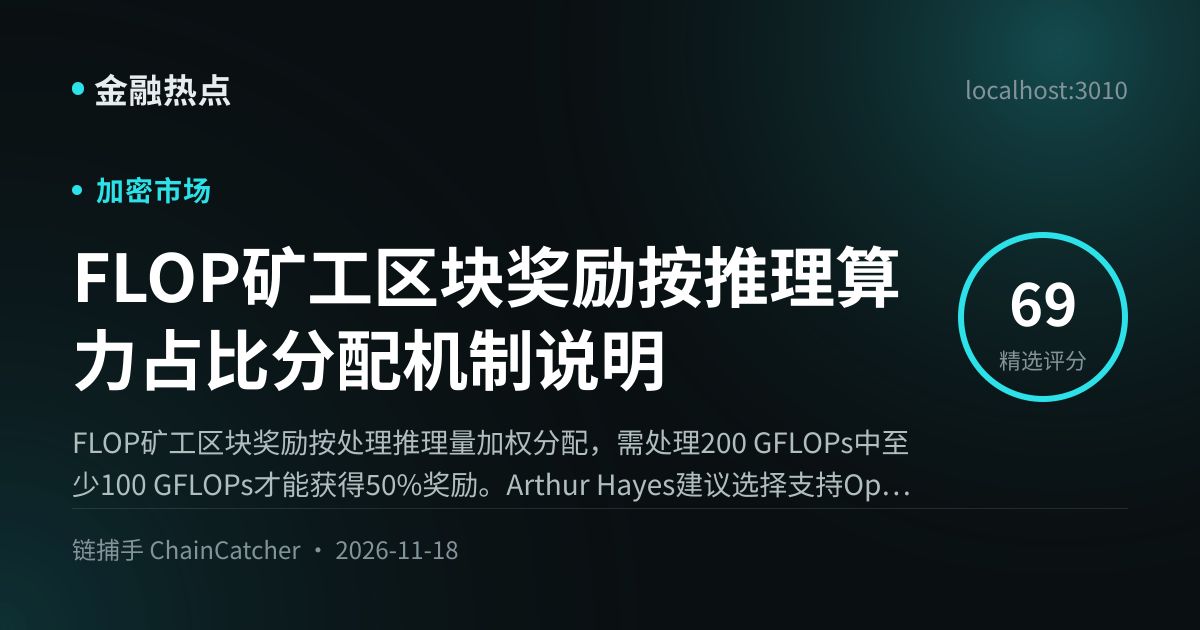 金融热点
localhost:3010
加密市场
FLOP矿工区块奖励按推理算
力占比分配机制说明
69
精选评分
FLOP矿工区块奖励按处理推理量加权分配，需处理200 GFLOPs中至
少100 GFLOPs才能获得50%奖励。Arthur Hayes建议选择支持Op…
链捕手 ChainCatcher · 2026-11-18